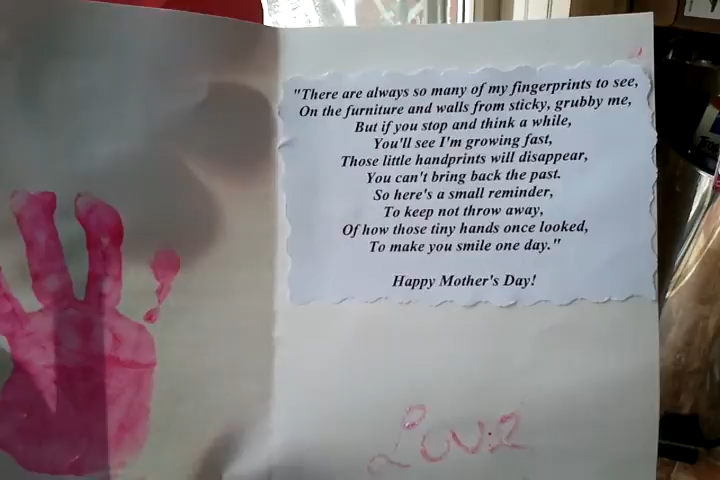 "There are always so many of my fingerprints to see,
On the furniture and walls from sticky, grubby me,
But if you stop and think a while,
You'll see I'm growing fast,
Those little handprints will disappear,
You can't bring back the past.
So here's a small reminder,
To keep not throw away,
Of how those tiny hands once looked,
To make you smile one day."
Happy Mother's Day!
Love